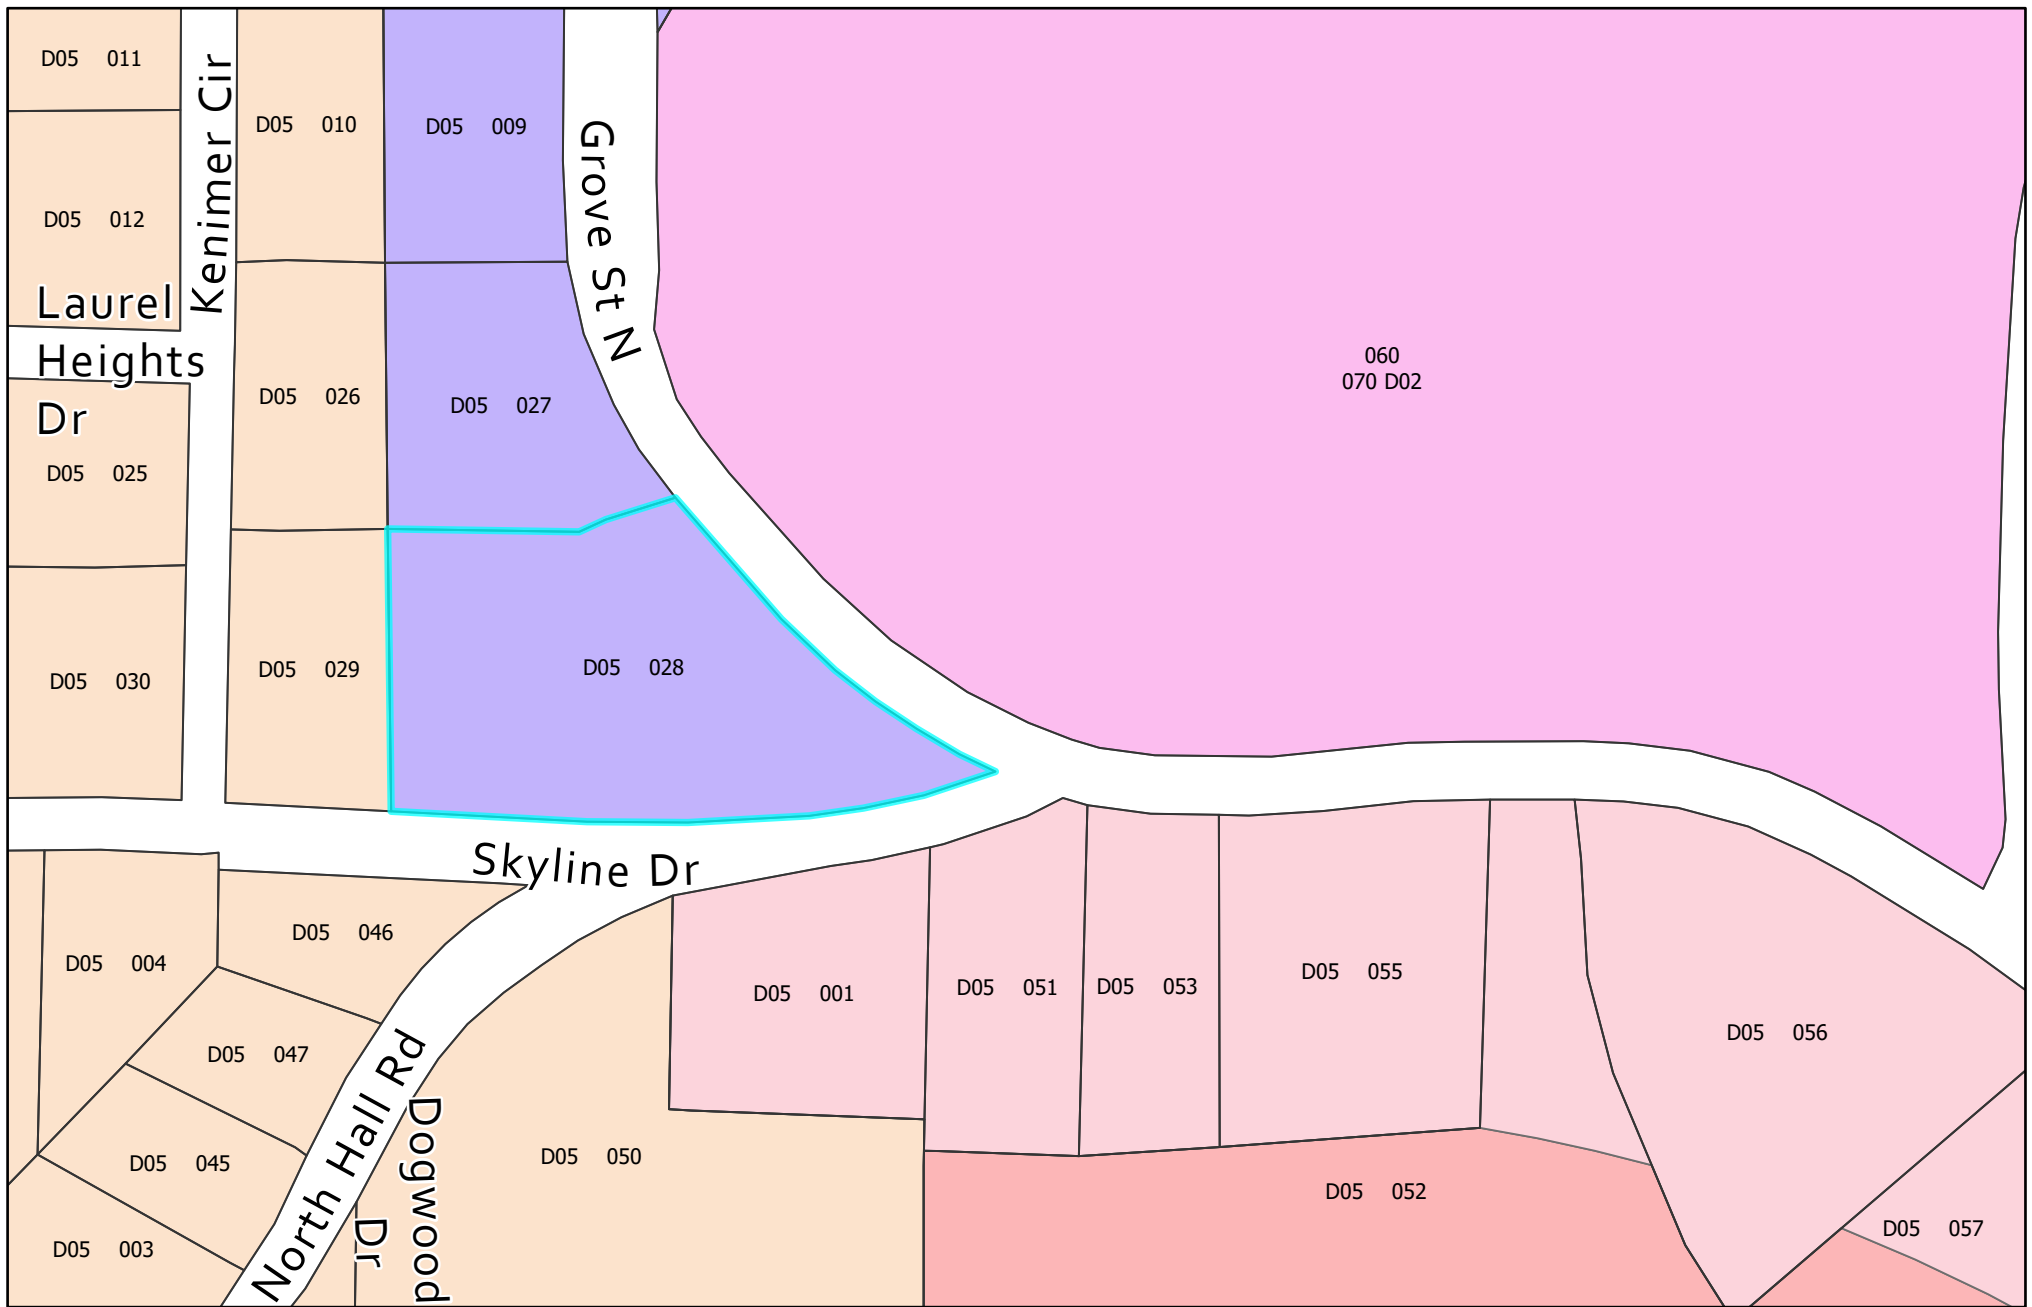 D05 011
D05 010
D05 009
Kenimer Cir
Grove St N
D05 012
Laurel
Heights
Dr
060
070 D02
D05 026
D05 027
D05 025
D05 029
D05 028
D05 030
Skyline Dr
D05 046
D05 004
D05 001
D05 051
D05 053
D05 055
D05 056
D05 047
North Hall Rd
Dogwood
Dr
D05 045
D05 050
D05 052
D05 003
D05 057